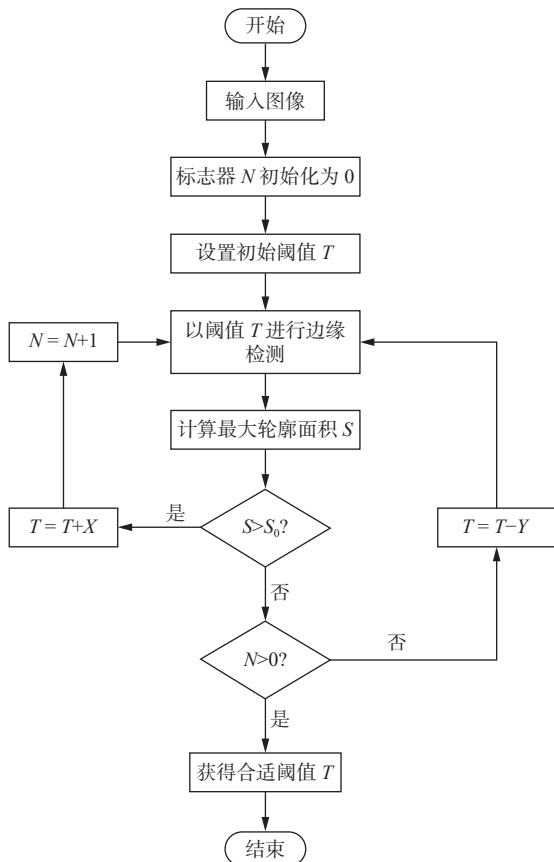 开始
输入图像
标志器 N 初始化为 0
设置初始阈值 T
N = N+1
以阈值 T 进行边缘
检测
计算最大轮廓面积 S
是
T = T+X
S>S₀?
T = T−Y
否
N>0?
否
是
获得合适阈值 T
结束